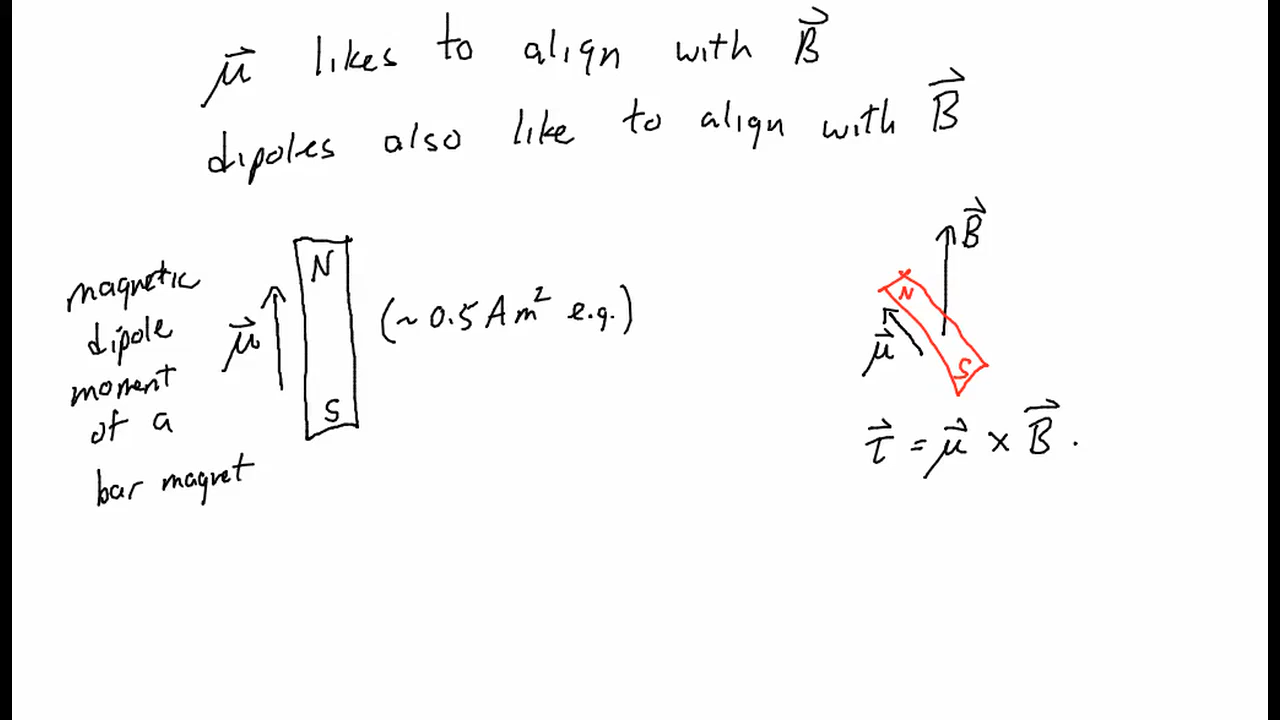 μ⃗ likes to align with B⃗
dipoles also like to align with B⃗
magnetic
dipole
moment
of a
bar magnet
μ⃗
N
S
(~ 0.5 A m² e.g.)
B⃗
N
μ⃗
S
τ⃗ = μ⃗ × B⃗ .